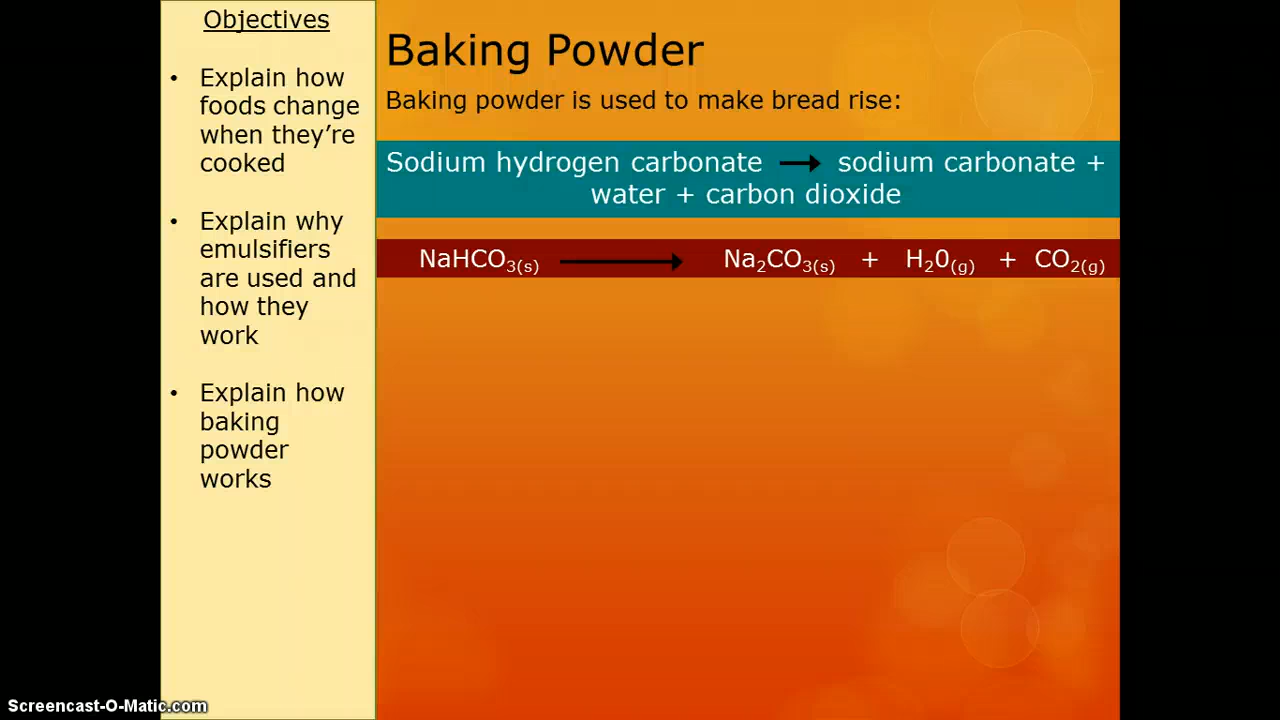 Objectives
• Explain how
foods change
when they're
cooked
• Explain why
emulsifiers
are used and
how they
work
• Explain how
baking
powder
works
Baking Powder
Baking powder is used to make bread rise:
Sodium hydrogen carbonate → sodium carbonate +
water + carbon dioxide
NaHCO₃(s) → Na₂CO₃(s) + H₂0(g) + CO₂(g)
Screencast-O-Matic.com